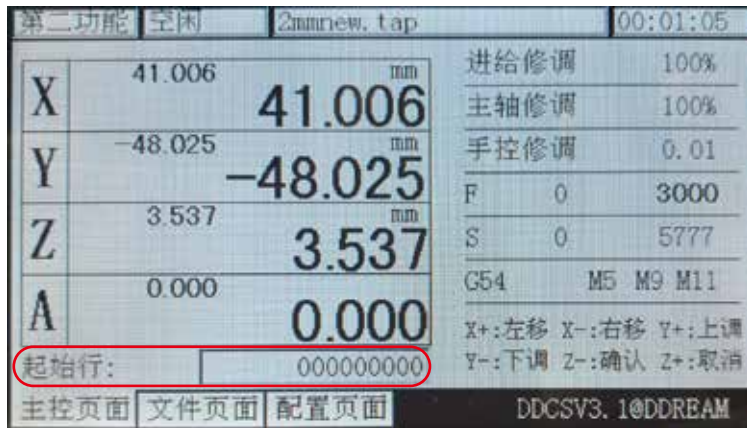 第二功能 空闲 2mmnew.tap 00:01:05
X 41.006 mm 41.006
Y -48.025 mm -48.025
Z 3.537 mm 3.537
A 0.000 0.000
起始行: 000000000
进给修调 100%
主轴修调 100%
手控修调 0.01
F 0 3000
S 0 5777
G54 M5 M9 M11
X+:左移 X-:右移 Y+:上调
Y-:下调 Z-:确认 Z+:取消
主控页面 文件页面 配置页面 DDCSV3.1@DDREAM